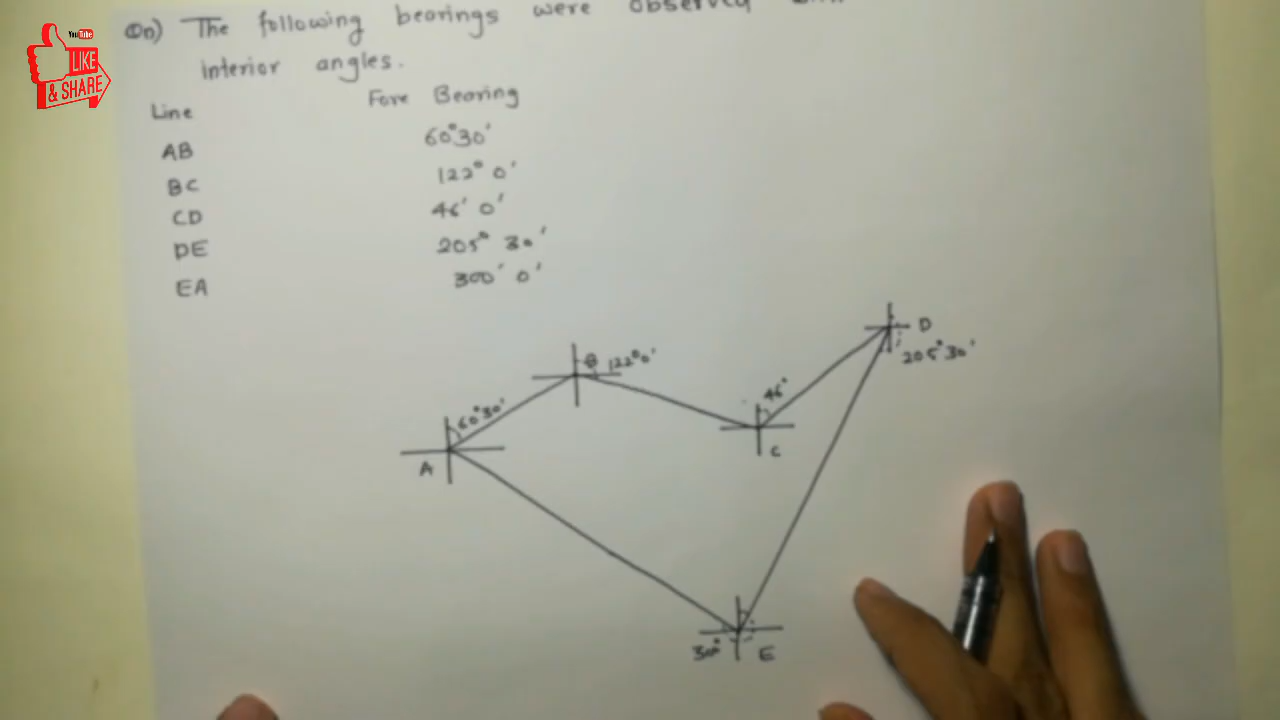 Qn) The following bearings were observed
interior angles.
Line Fore Bearing
AB 60°30'
BC 122° 0'
CD 46' 0'
DE 205° 30'
EA 300' 0'
YouTube
LIKE
& SHARE
D
205°30'
B 122°0'
46°
60°30'
C
A
300°
E